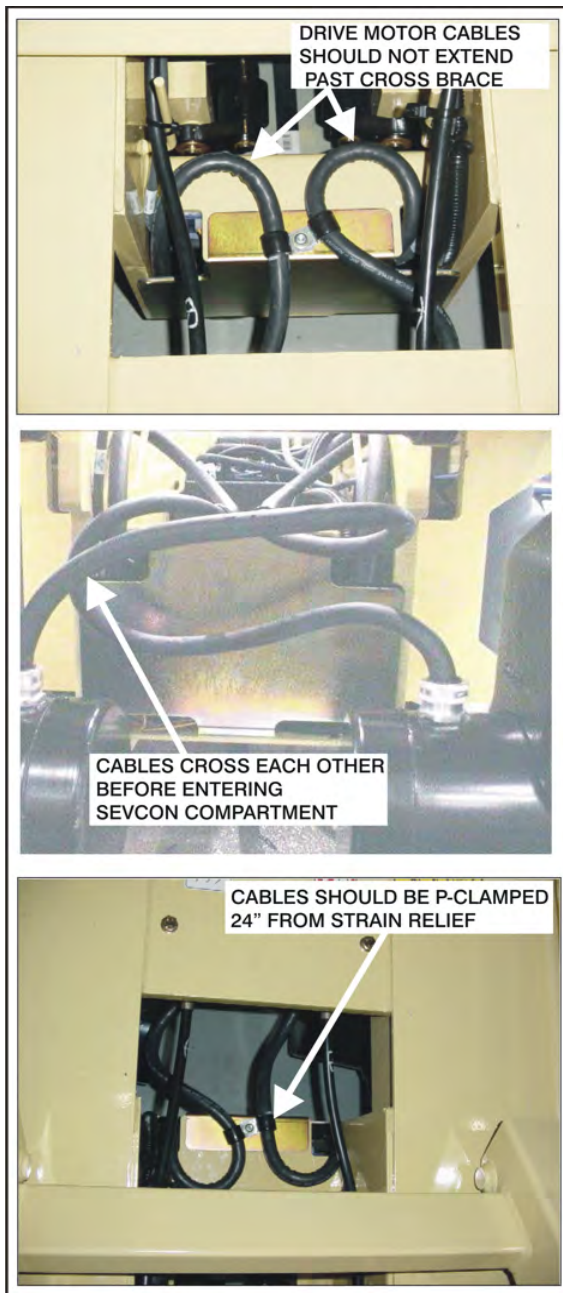 DRIVE MOTOR CABLES
SHOULD NOT EXTEND
PAST CROSS BRACE
CABLES CROSS EACH OTHER
BEFORE ENTERING
SEVCON COMPARTMENT
CABLES SHOULD BE P-CLAMPED
24” FROM STRAIN RELIEF